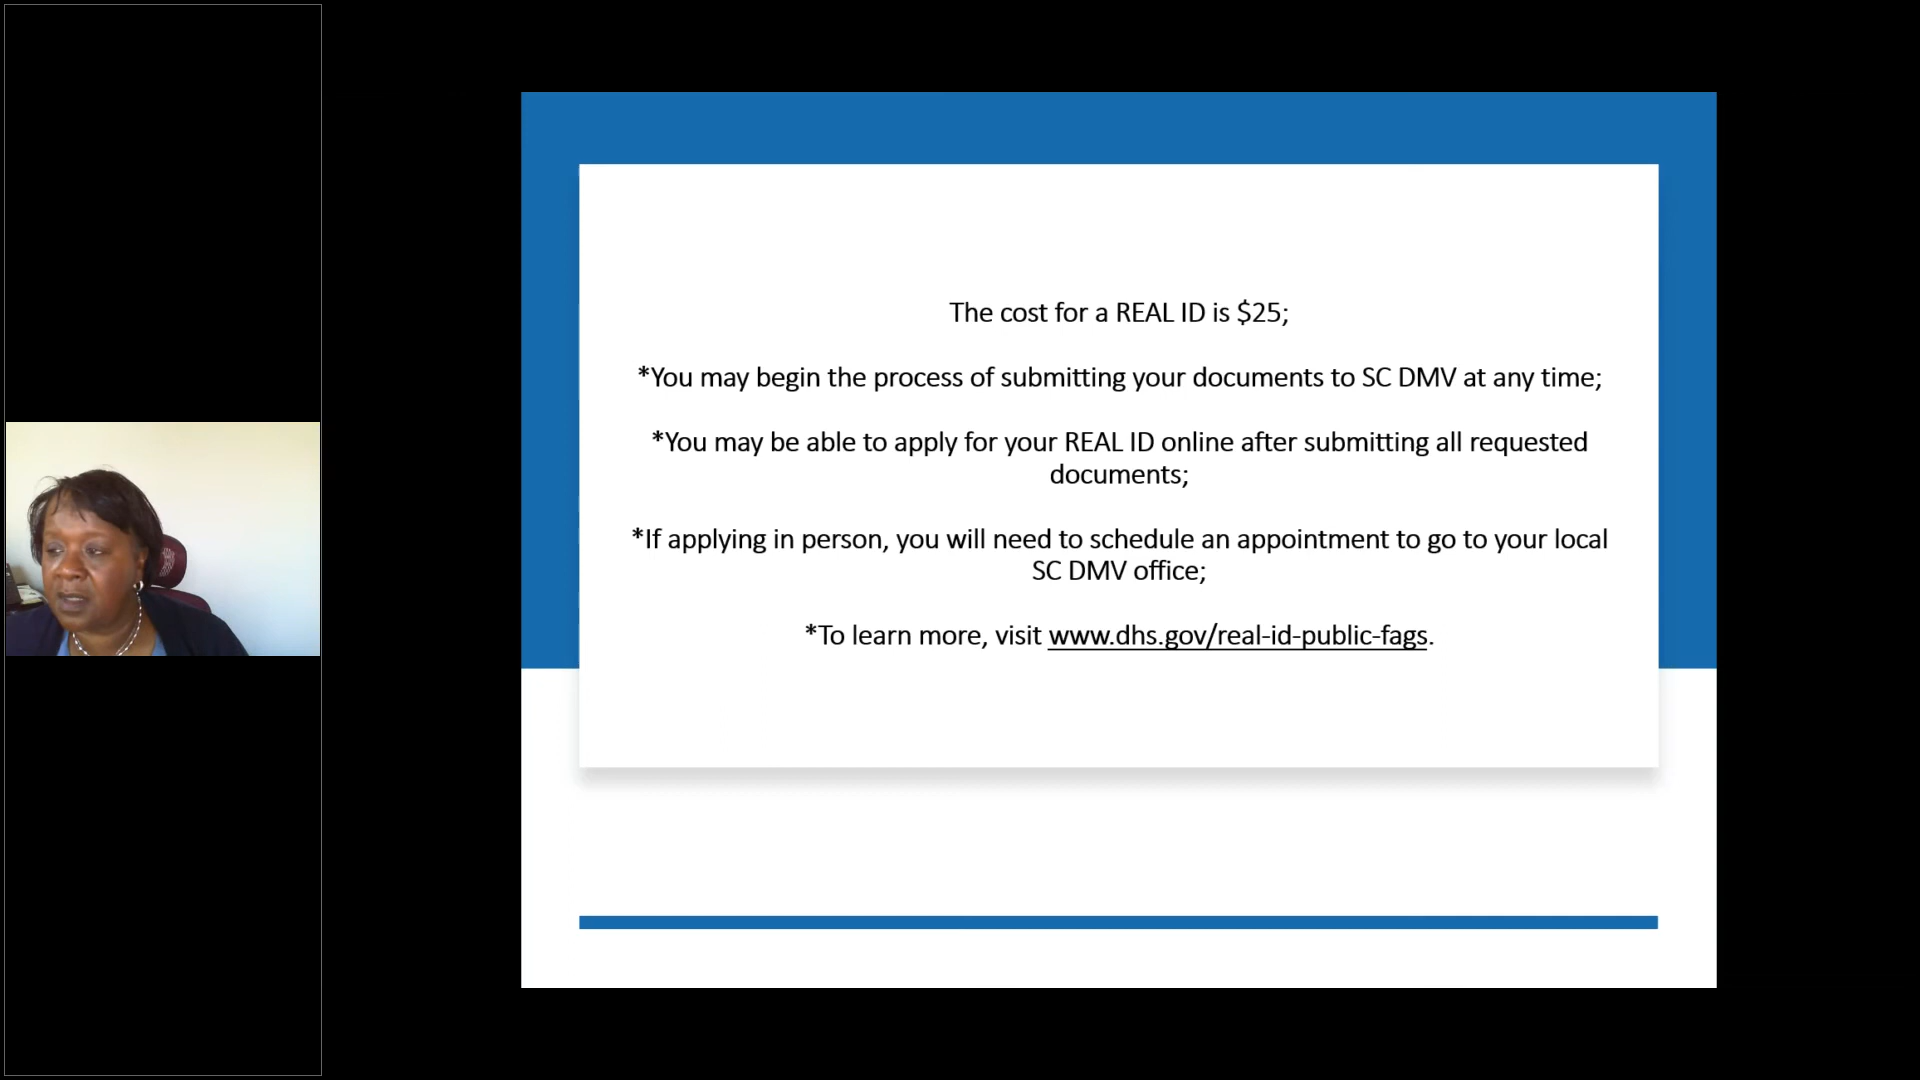 The cost for a REAL ID is $25;
*You may begin the process of submitting your documents to SC DMV at any time;
*You may be able to apply for your REAL ID online after submitting all requested
documents;
*If applying in person, you will need to schedule an appointment to go to your local
SC DMV office;
*To learn more, visit www.dhs.gov/real-id-public-fags.